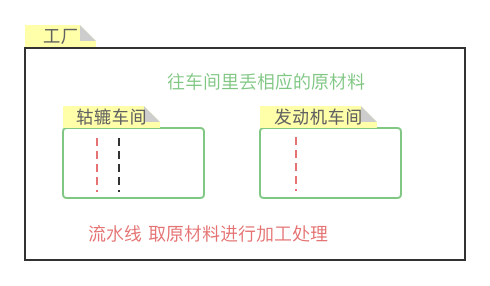 工厂
往车间里丢相应的原材料
轱辘车间
发动机车间
流水线 取原材料进行加工处理